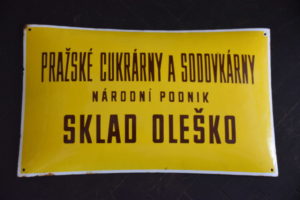 PRAŽSKÉ CUKRÁRNY A SODOVKÁRNY
NÁRODNÍ PODNIK
SKLAD OLEŠKO